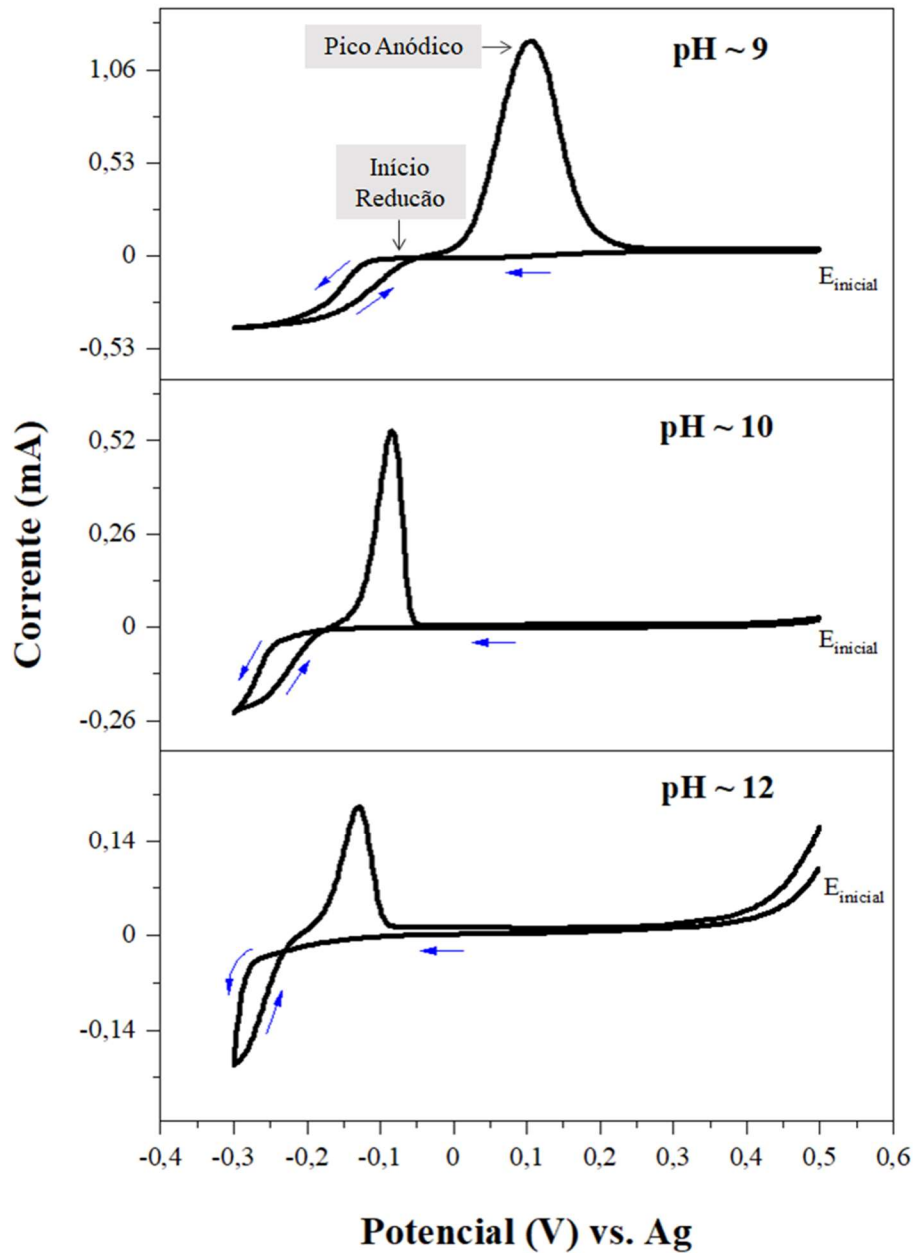 Pico Anódico
pH ~ 9
Início
Redução
1,06
0,53
0
-0,53
E_inicial
pH ~ 10
0,52
0,26
0
-0,26
E_inicial
pH ~ 12
0,14
0
-0,14
E_inicial
Corrente (mA)
-0,4 -0,3 -0,2 -0,1 0 0,1 0,2 0,3 0,4 0,5 0,6
Potencial (V) vs. Ag